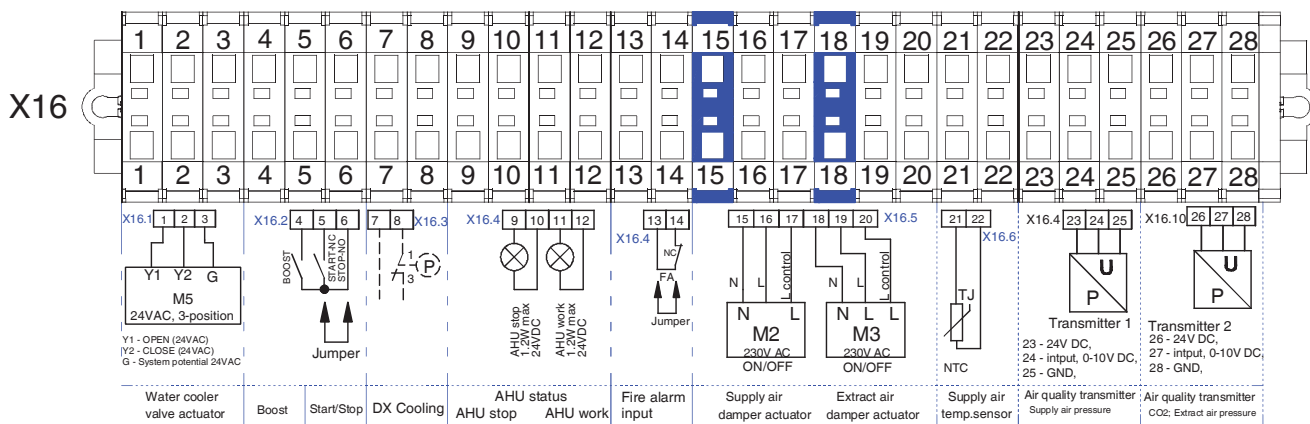 1 2 3 4 5 6 7 8 9 10 11 12 13 14 15 16 17 18 19 20 21 22 23 24 25 26 27 28
X16
1 2 3 4 5 6 7 8 9 10 11 12 13 14 15 16 17 18 19 20 21 22 23 24 25 26 27 28
X16.1 1 2 3
X16.2 4 5 6
7 8 X16.3
X16.4 9 10 11 12
13 14
X16.4
15 16 17 18 19 20 X16.5
21 22
X16.6
X16.4 23 24 25
X16.10 26 27 28
Y1 Y2 G
M5
24VAC, 3-position
Y1 - OPEN (24VAC)
Y2 - CLOSE (24VAC)
G - System potential 24VAC
BOOST
START-NC
STOP-NO
Jumper
1
3
P
AHU stop
1.2W max
24VDC
AHU work
1.2W max
24VDC
NC
FA
Jumper
N L L control
N L
M2
230V AC
ON/OFF
N L L control
N L
M3
230V AC
ON/OFF
TJ
NTC
U
P
Transmitter 1
23 - 24V DC,
24 - intput, 0-10V DC,
25 - GND,
U
P
Transmitter 2
26 - 24V DC,
27 - intput, 0-10V DC,
28 - GND,
Water cooler
valve actuator
Boost
Start/Stop
DX Cooling
AHU status
AHU stop AHU work
Fire alarm
input
Supply air
damper actuator
Extract air
damper actuator
Supply air
temp.sensor
Air quality transmitter
Supply air pressure
Air quality transmitter
CO2; Extract air pressure